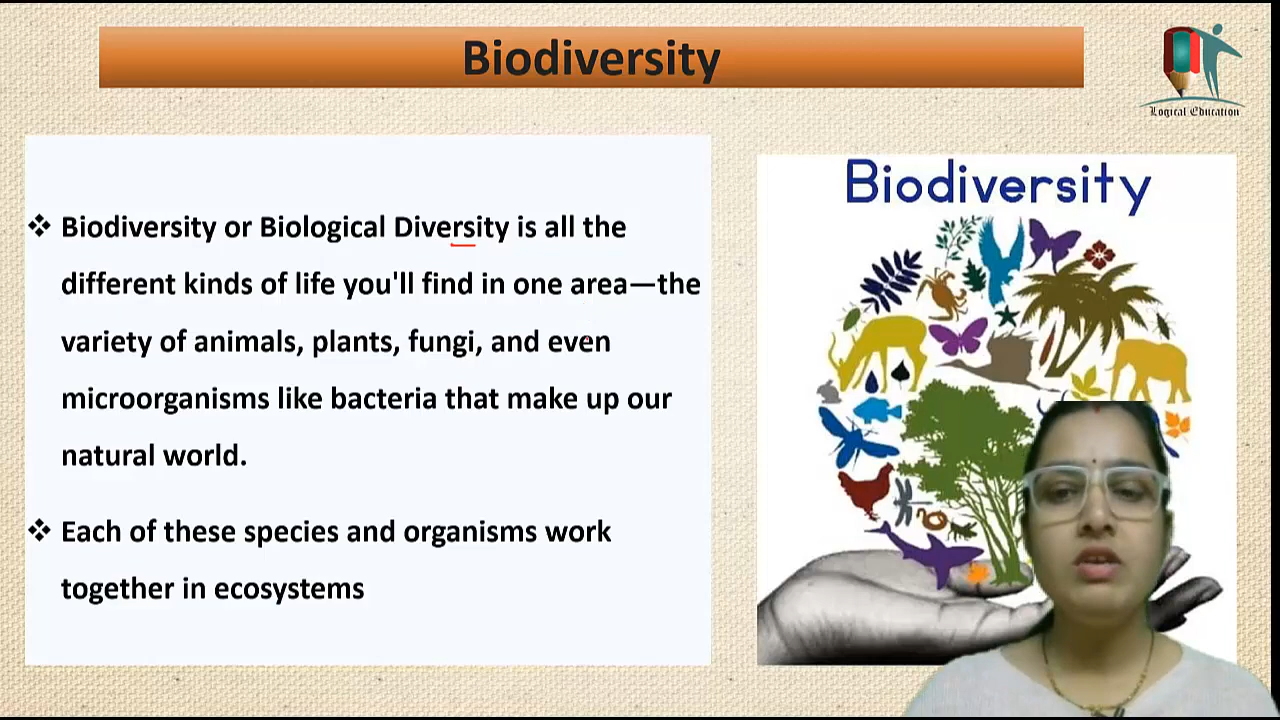 Biodiversity
Logical Education
❖ Biodiversity or Biological Diversity is all the
different kinds of life you'll find in one area—the
variety of animals, plants, fungi, and even
microorganisms like bacteria that make up our
natural world.
❖ Each of these species and organisms work
together in ecosystems
Biodiversity